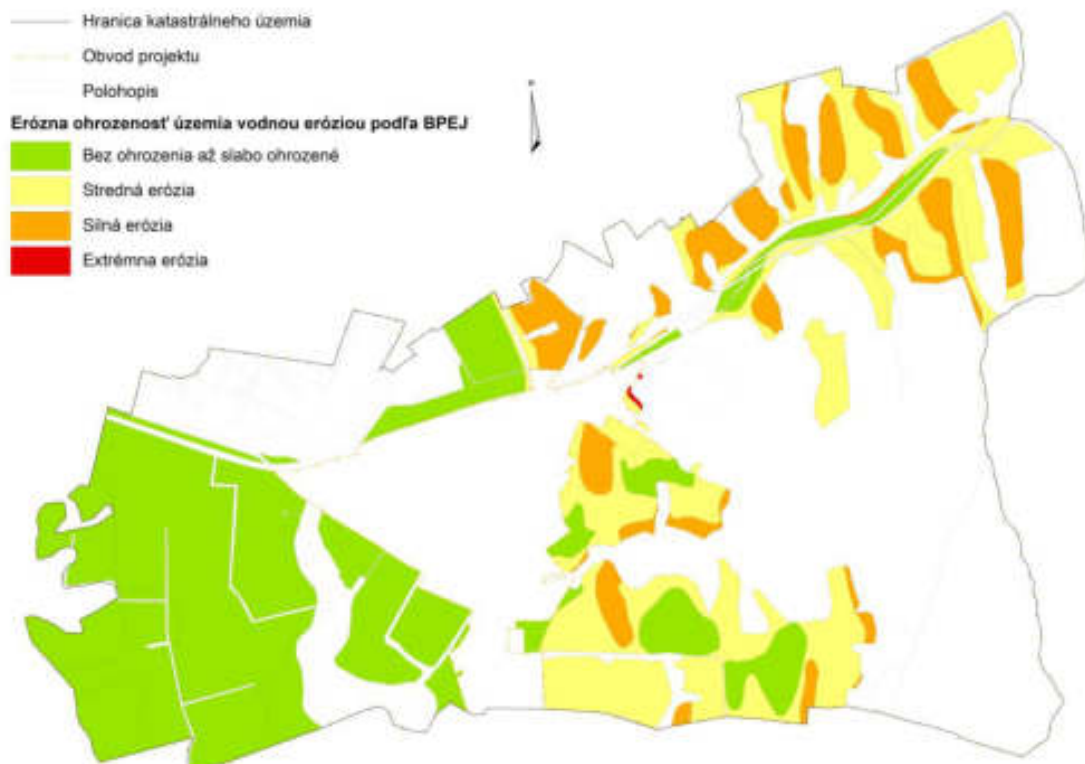 Hranica katastrálneho územia
Obvod projektu
Polohopis
Erózna ohrozenosť územia vodnou eróziou podľa BPEJ
Bez ohrozenia až slabo ohrozené
Stredná erózia
Silná erózia
Extrémna erózia